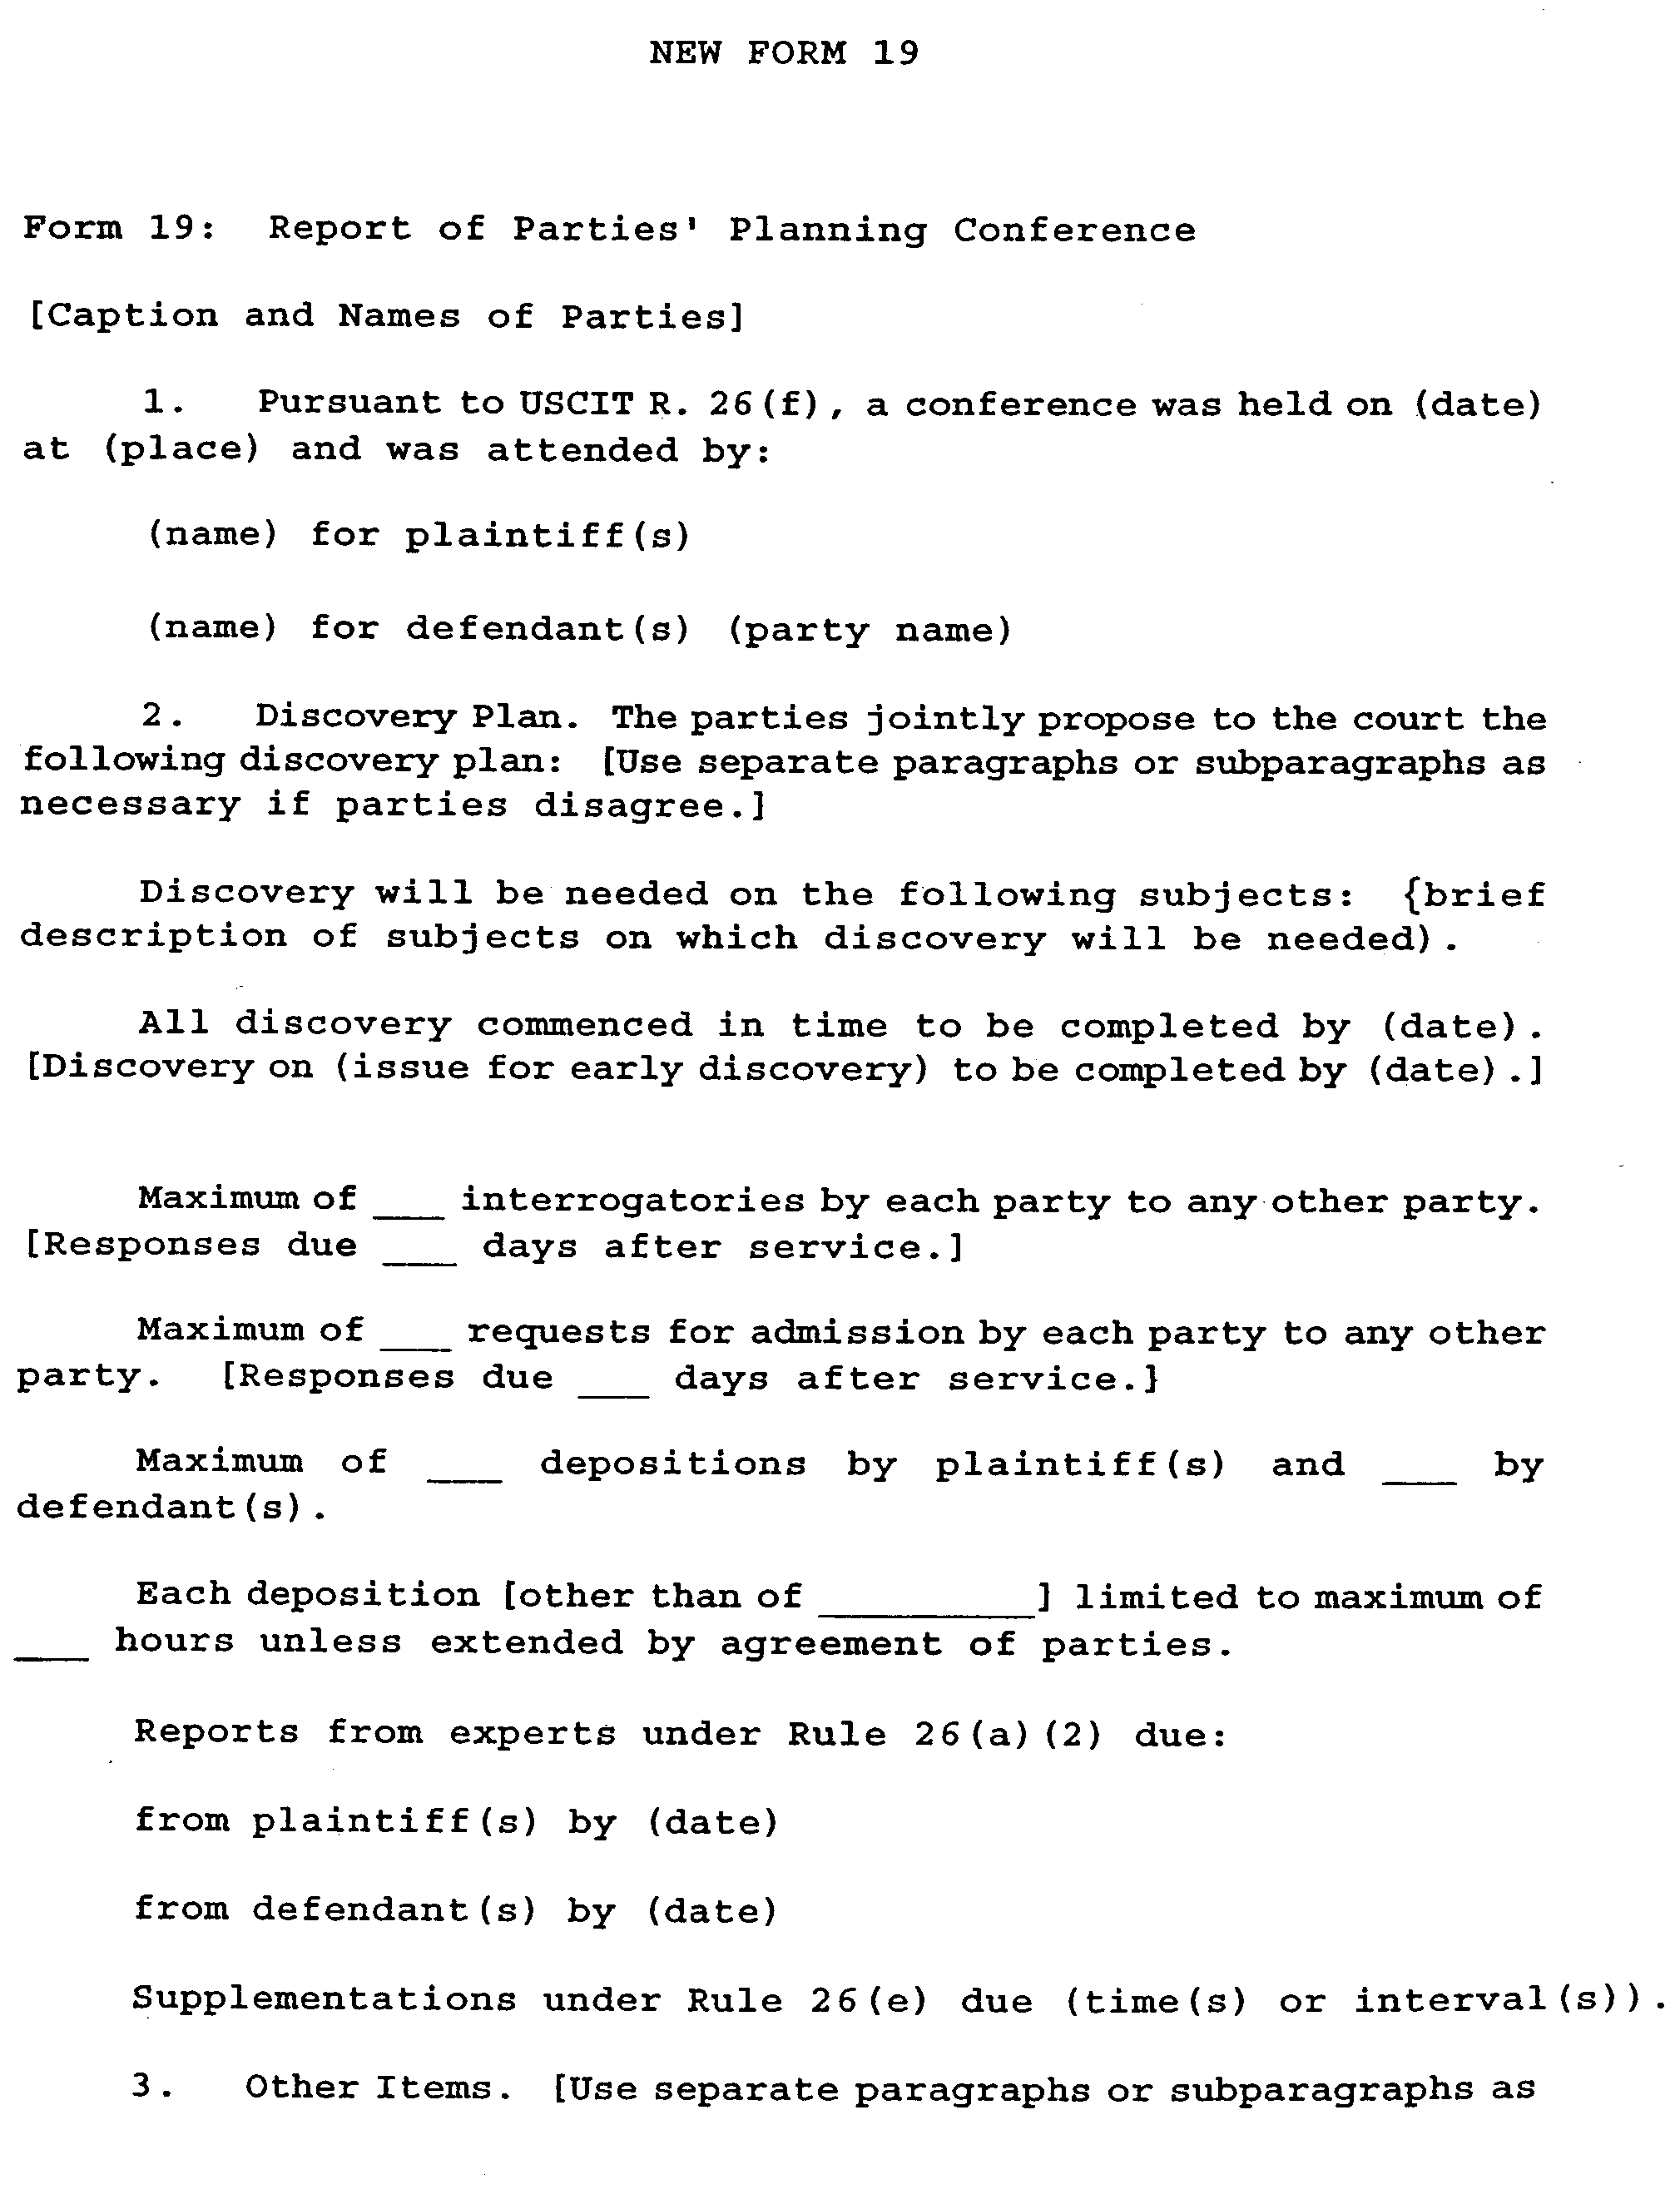 NEW FORM 19
Form 19: Report of Parties' Planning Conference
[Caption and Names of Parties]
1. Pursuant to USCIT R. 26(f), a conference was held on (date)
at (place) and was attended by:
(name) for plaintiff(s)
(name) for defendant(s) (party name)
2. Discovery Plan. The parties jointly propose to the court the
following discovery plan: [Use separate paragraphs or subparagraphs as
necessary if parties disagree.]
Discovery will be needed on the following subjects: {brief
description of subjects on which discovery will be needed).
All discovery commenced in time to be completed by (date).
[Discovery on (issue for early discovery) to be completed by (date).]
Maximum of ___ interrogatories by each party to any other party.
[Responses due ___ days after service.]
Maximum of ___ requests for admission by each party to any other
party. [Responses due ___ days after service.}
Maximum of ___ depositions by plaintiff(s) and ___ by
defendant(s).
Each deposition [other than of _________] limited to maximum of
___ hours unless extended by agreement of parties.
Reports from experts under Rule 26(a)(2) due:
from plaintiff(s) by (date)
from defendant(s) by (date)
Supplementations under Rule 26(e) due (time(s) or interval(s)).
3. Other Items. [Use separate paragraphs or subparagraphs as